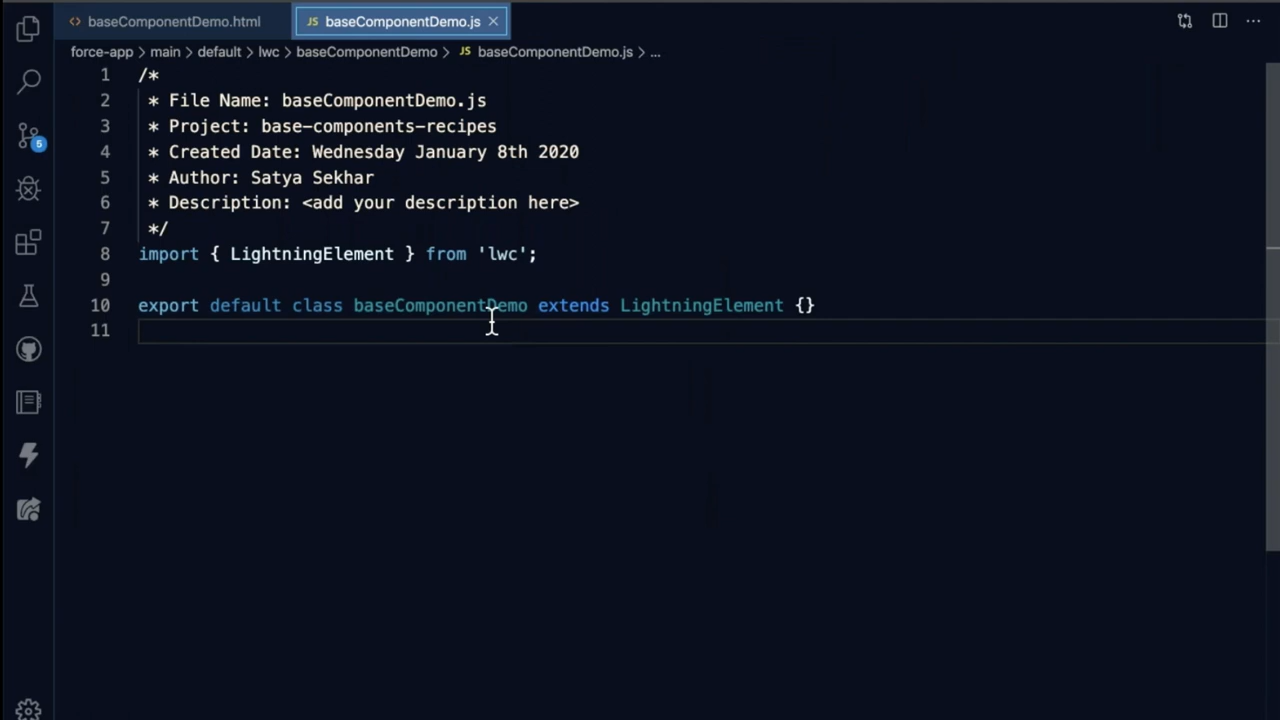 baseComponentDemo.html
JS baseComponentDemo.js
force-app > main > default > lwc > baseComponentDemo > JS baseComponentDemo.js > ...
1 /*
2 * File Name: baseComponentDemo.js
3 * Project: base-components-recipes
4 * Created Date: Wednesday January 8th 2020
5 * Author: Satya Sekhar
6 * Description: <add your description here>
7 */
8 import { LightningElement } from 'lwc';
9
10 export default class baseComponentDemo extends LightningElement {}
11
5